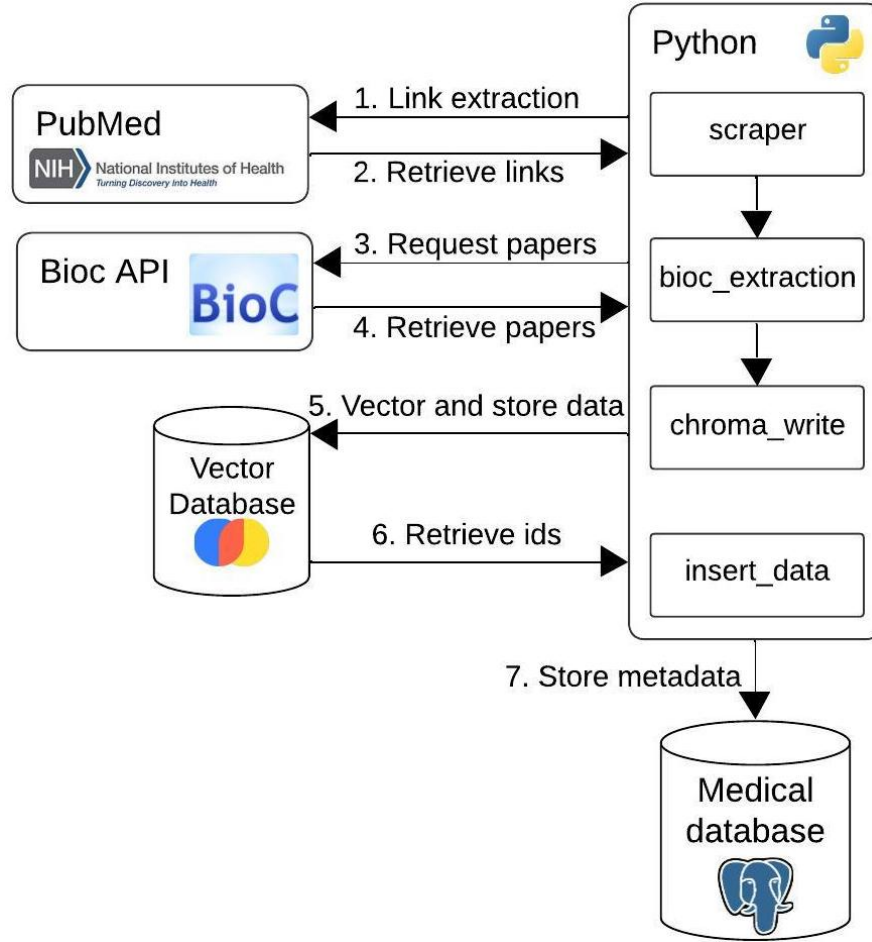 Python
1. Link extraction
PubMed
NIH National Institutes of Health
Turning Discovery Into Health
2. Retrieve links
scraper
3. Request papers
Bioc API
BioC
4. Retrieve papers
bioc_extraction
5. Vector and store data
chroma_write
Vector
Database
6. Retrieve ids
insert_data
7. Store metadata
Medical
database